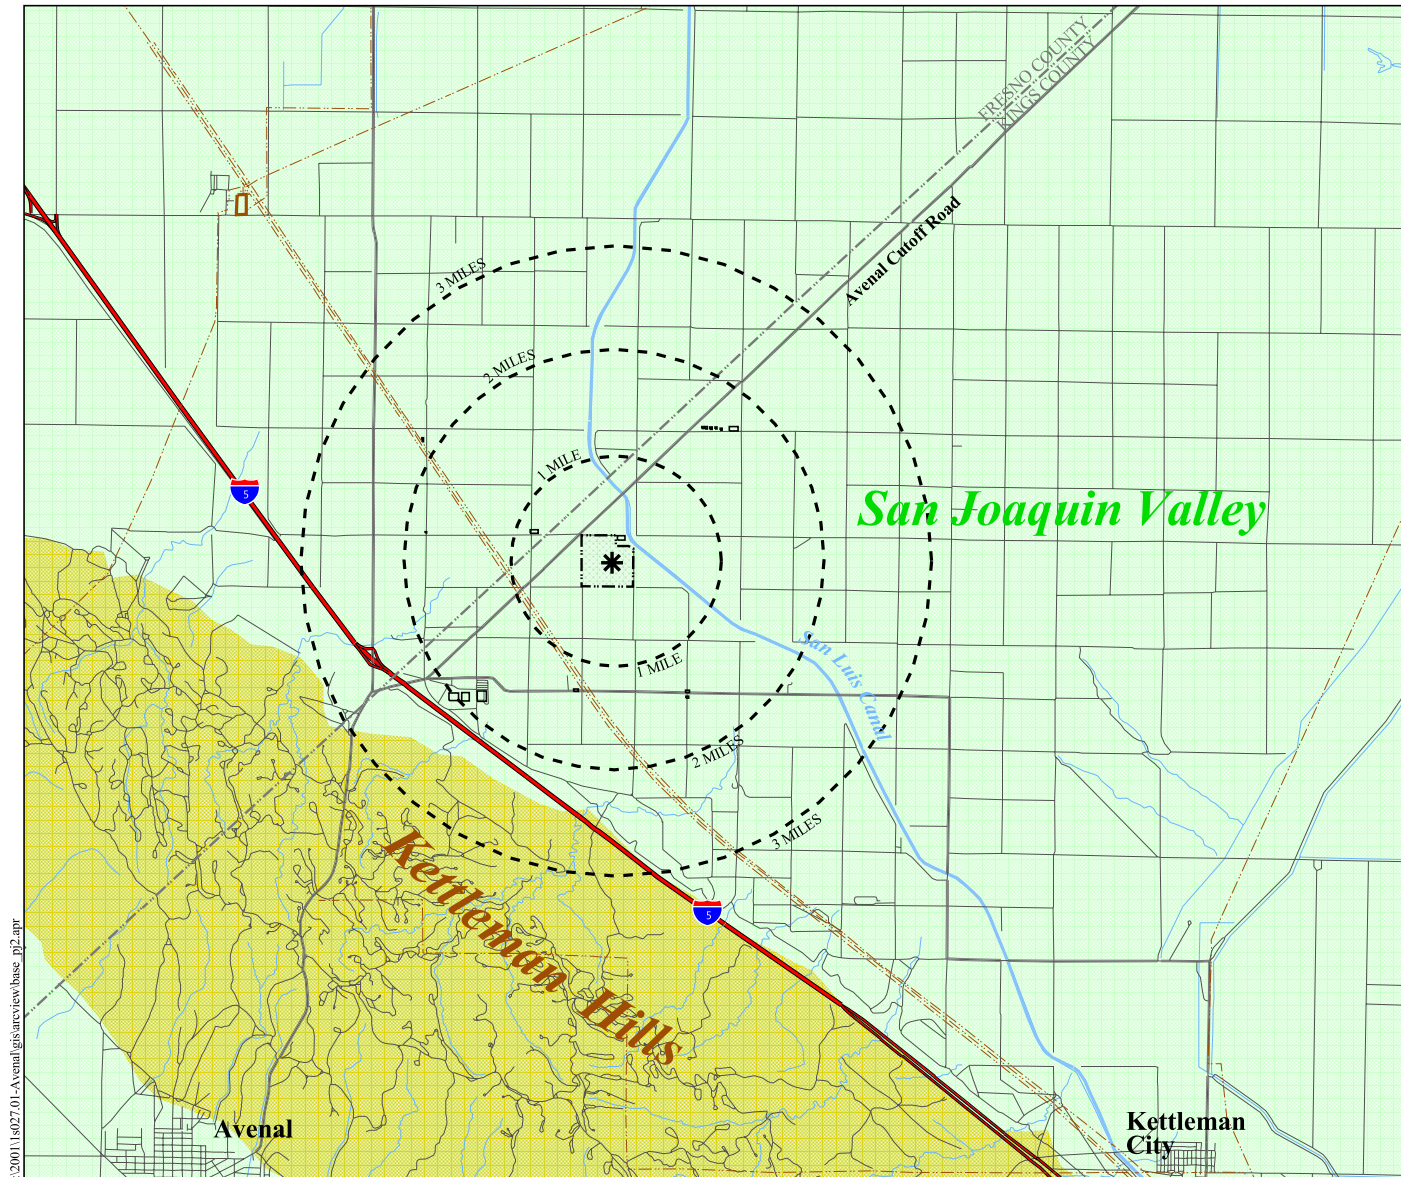 FRESNO COUNTY
KINGS COUNTY
Avenal Cutoff Road
3 MILES
2 MILES
1 MILE
5
San Joaquin Valley
1 MILE
San Luis Canal
2 MILES
3 MILES
Kettleman Hills
5
Avenal
Kettleman
City